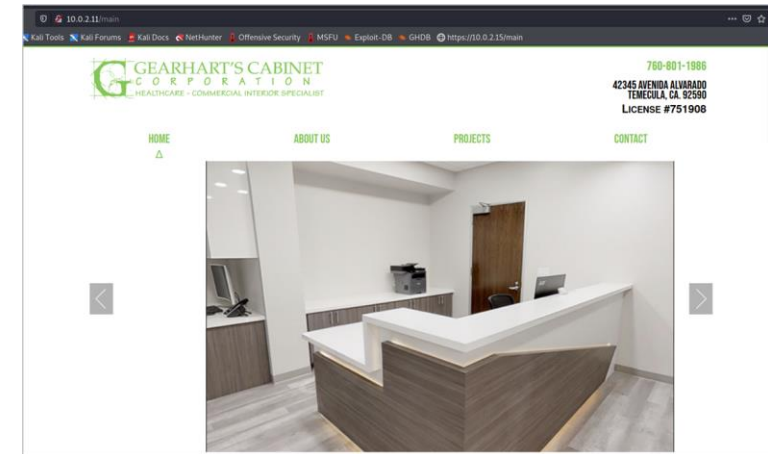 10.0.2.11/main
Kali Tools Kali Forums Kali Docs NetHunter Offensive Security MSFU Exploit-DB GHDB https://10.0.2.15/main
GEARHART'S CABINET
CORPORATION
HEALTHCARE - COMMERCIAL INTERIOR SPECIALIST
760-801-1986
42345 AVENIDA ALVARADO
TEMECULA, CA. 92590
LICENSE #751908
HOME ABOUT US PROJECTS CONTACT